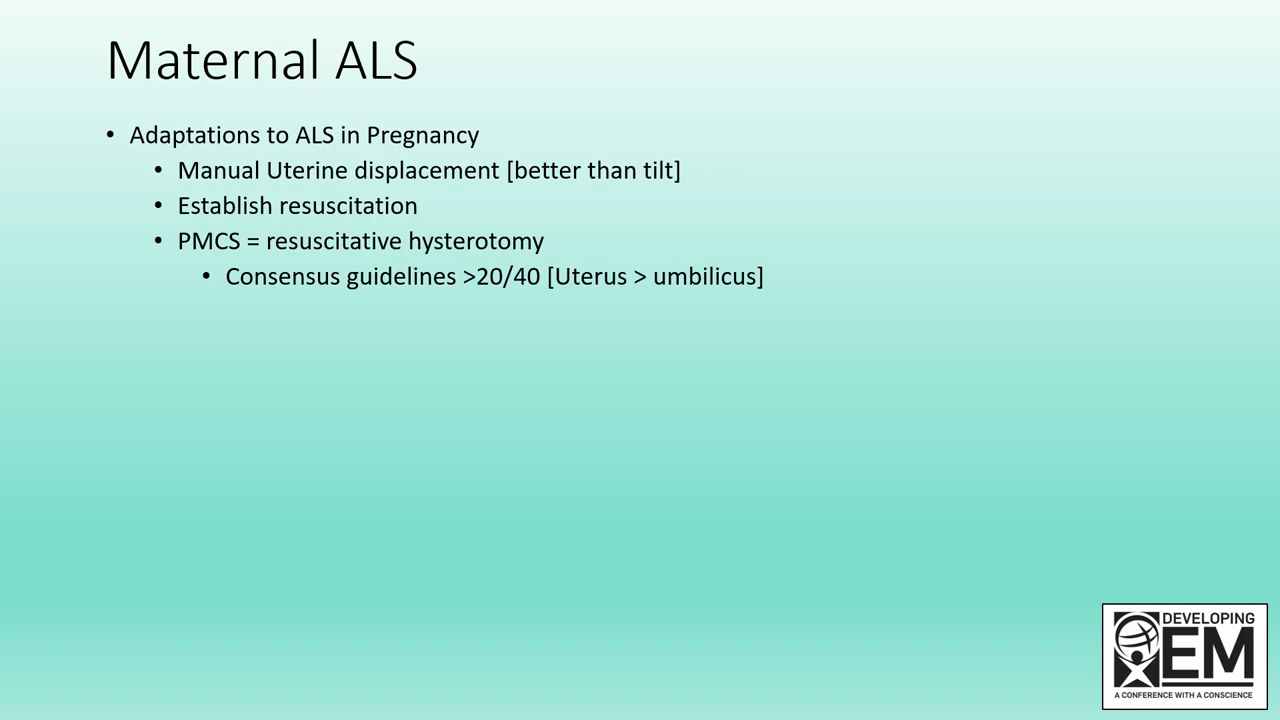 Maternal ALS
• Adaptations to ALS in Pregnancy
• Manual Uterine displacement [better than tilt]
• Establish resuscitation
• PMCS = resuscitative hysterotomy
• Consensus guidelines >20/40 [Uterus > umbilicus]
DEVELOPING
EM
A CONFERENCE WITH A CONSCIENCE